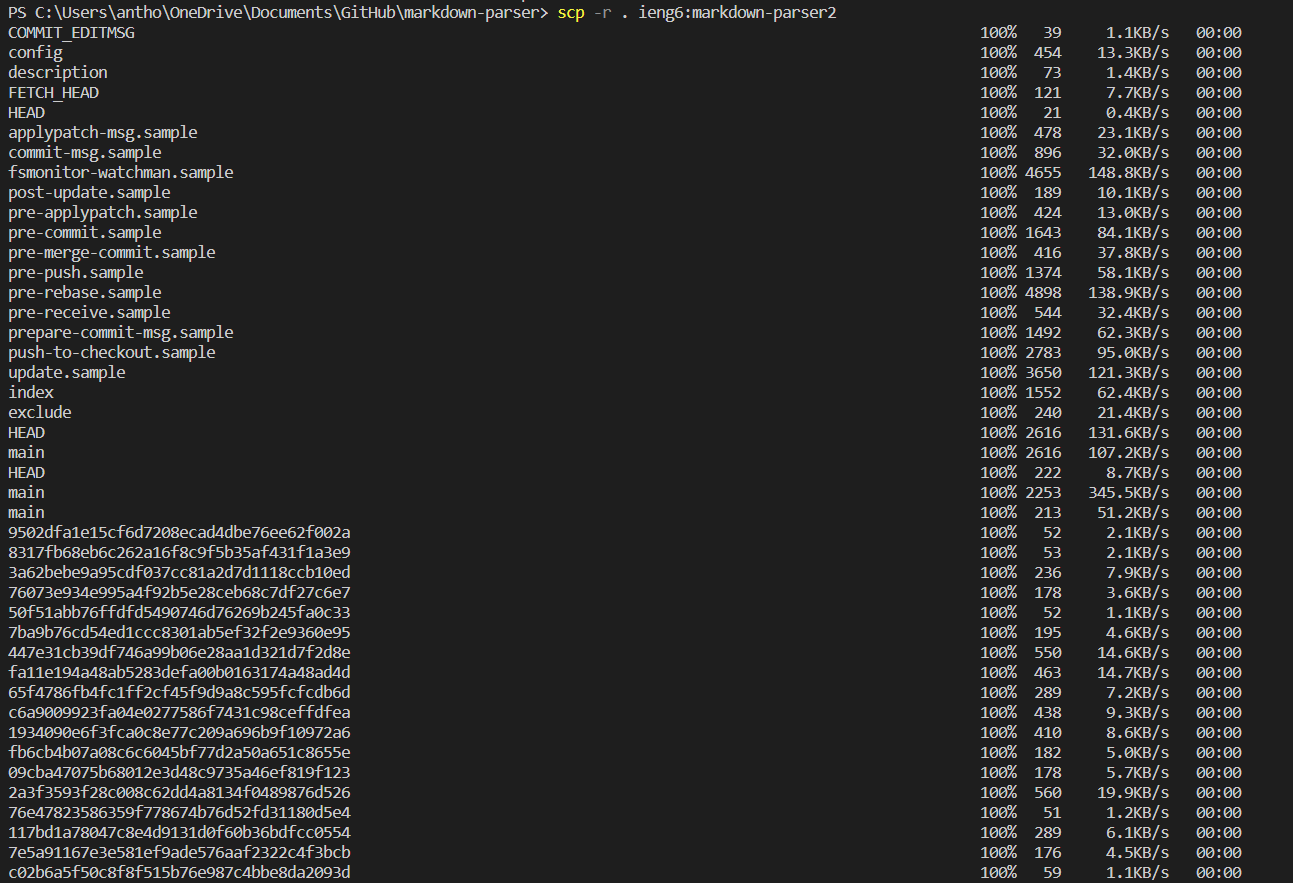 PS C:\Users\antho\OneDrive\Documents\GitHub\markdown-parser> scp -r . ieng6:markdown-parser2
COMMIT_EDITMSG 100% 39 1.1KB/s 00:00
config 100% 454 13.3KB/s 00:00
description 100% 73 1.4KB/s 00:00
FETCH_HEAD 100% 121 7.7KB/s 00:00
HEAD 100% 21 0.4KB/s 00:00
applypatch-msg.sample 100% 478 23.1KB/s 00:00
commit-msg.sample 100% 896 32.0KB/s 00:00
fsmonitor-watchman.sample 100% 4655 148.8KB/s 00:00
post-update.sample 100% 189 10.1KB/s 00:00
pre-applypatch.sample 100% 424 13.0KB/s 00:00
pre-commit.sample 100% 1643 84.1KB/s 00:00
pre-merge-commit.sample 100% 416 37.8KB/s 00:00
pre-push.sample 100% 1374 58.1KB/s 00:00
pre-rebase.sample 100% 4898 138.9KB/s 00:00
pre-receive.sample 100% 544 32.4KB/s 00:00
prepare-commit-msg.sample 100% 1492 62.3KB/s 00:00
push-to-checkout.sample 100% 2783 95.0KB/s 00:00
update.sample 100% 3650 121.3KB/s 00:00
index 100% 1552 62.4KB/s 00:00
exclude 100% 240 21.4KB/s 00:00
HEAD 100% 2616 131.6KB/s 00:00
main 100% 2616 107.2KB/s 00:00
HEAD 100% 222 8.7KB/s 00:00
main 100% 2253 345.5KB/s 00:00
main 100% 213 51.2KB/s 00:00
9502dfa1e15cf6d7208ecad4dbe76ee62f002a 100% 52 2.1KB/s 00:00
8317fb68eb6c262a16f8c9f5b35af431f1a3e9 100% 53 2.1KB/s 00:00
3a62bebe9a95cdf037cc81a2d7d1118ccb10ed 100% 236 7.9KB/s 00:00
76073e934e995a4f92b5e28ceb68c7df27c6e7 100% 178 3.6KB/s 00:00
50f51abb76ffdfd5490746d76269b245fa0c33 100% 52 1.1KB/s 00:00
7ba9b76cd54ed1ccc8301ab5ef32f2e9360e95 100% 195 4.6KB/s 00:00
447e31cb39df746a99b06e28aa1d321d7f2d8e 100% 550 14.6KB/s 00:00
fa11e194a48ab5283defa00b0163174a48ad4d 100% 463 14.7KB/s 00:00
65f4786fb4fc1ff2cf45f9d9a8c595fcfcdb6d 100% 289 7.2KB/s 00:00
c6a9009923fa04e0277586f7431c98ceffdfea 100% 438 9.3KB/s 00:00
1934090e6f3fca0c8e77c209a696b9f10972a6 100% 410 8.6KB/s 00:00
fb6cb4b07a08c6c6045bf77d2a50a651c8655e 100% 182 5.0KB/s 00:00
09cba47075b68012e3d48c9735a46ef819f123 100% 178 5.7KB/s 00:00
2a3f3593f28c008c62dd4a8134f0489876d526 100% 560 19.9KB/s 00:00
76e47823586359f778674b76d52fd31180d5e4 100% 51 1.2KB/s 00:00
117bd1a78047c8e4d9131d0f60b36bdfcc0554 100% 289 6.1KB/s 00:00
7e5a91167e3e581ef9ade576aaf2322c4f3bcb 100% 176 4.5KB/s 00:00
c02b6a5f50c8f8f515b76e987c4bbe8da2093d 100% 59 1.1KB/s 00:00